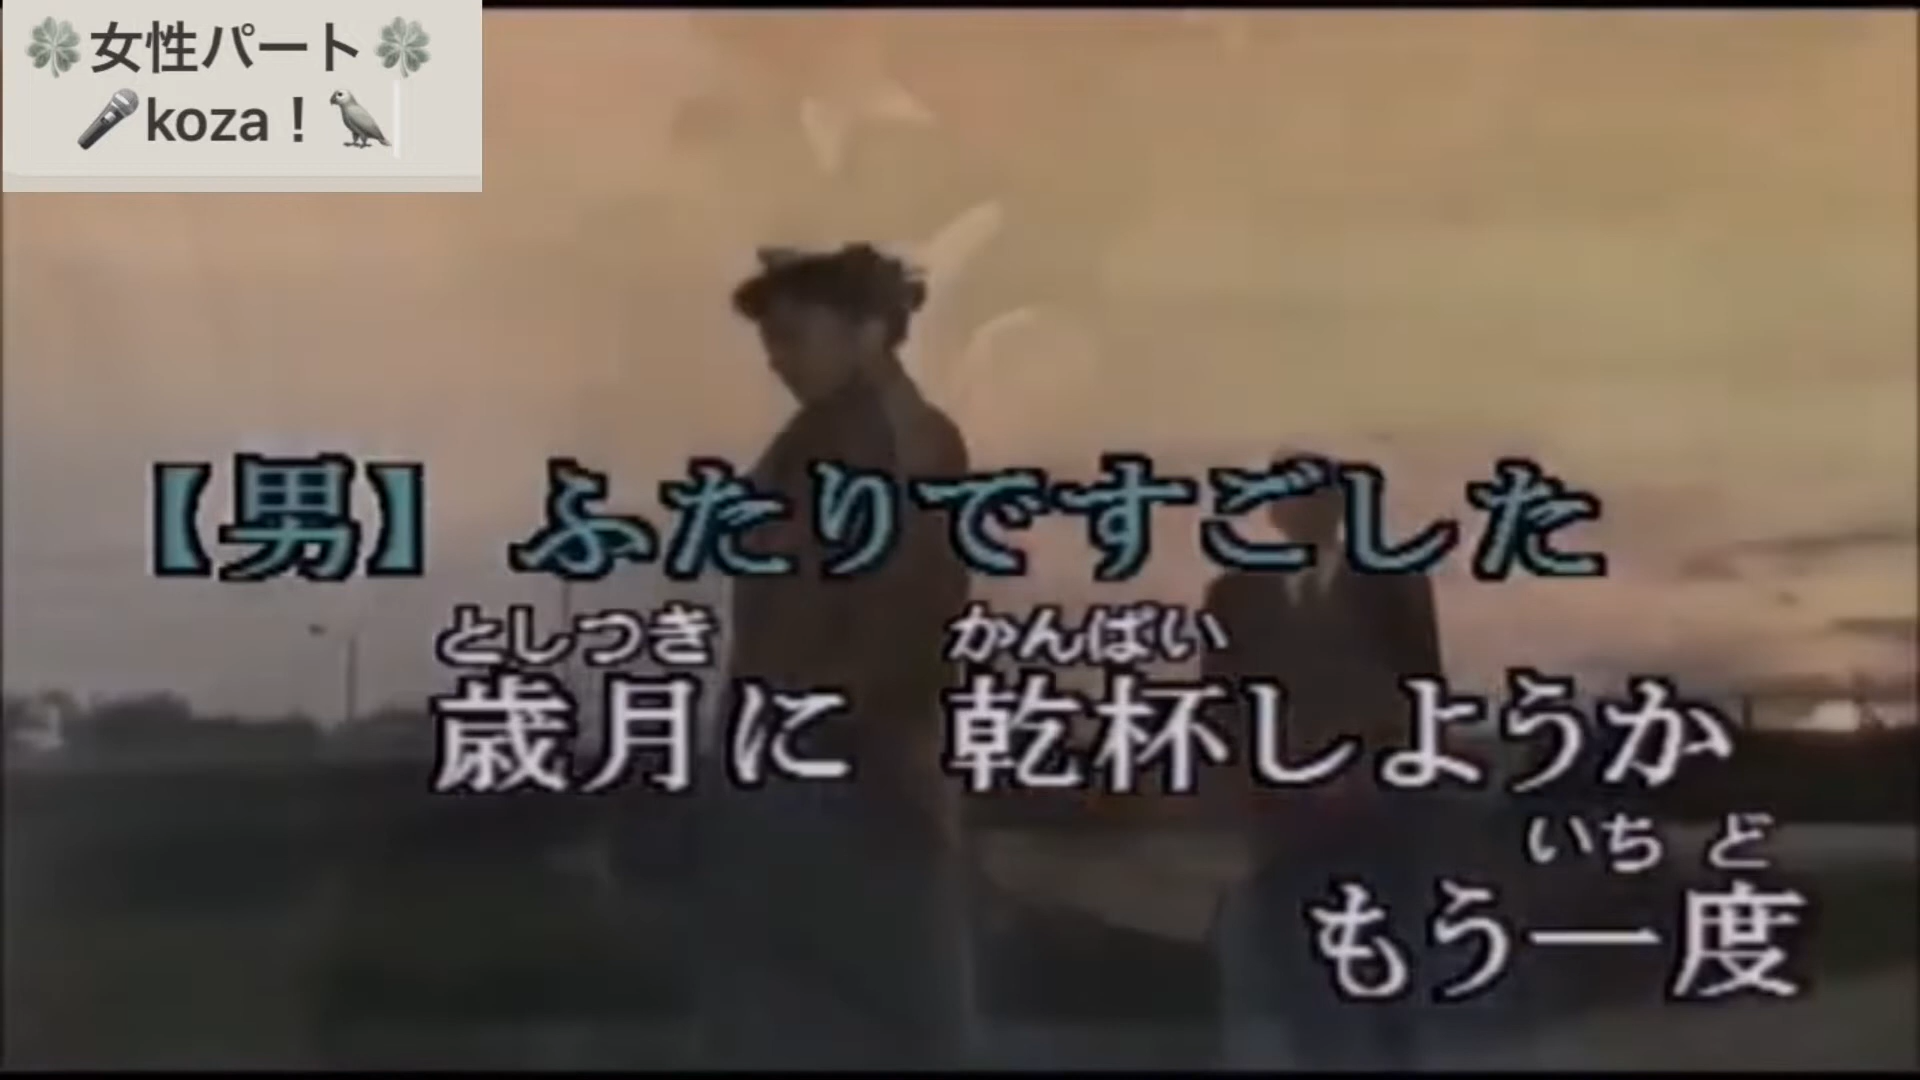 🍀女性パート🍀
🎤koza！🦜
【男】ふたりですごした
としつき かんぱい
歳月に 乾杯しようか
いちど
もう一度